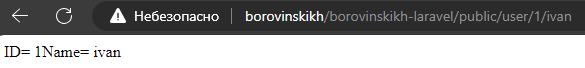 Небезопасно borovinskikh/borovinskikh-laravel/public/user/1/ivan
ID= 1Name= ivan